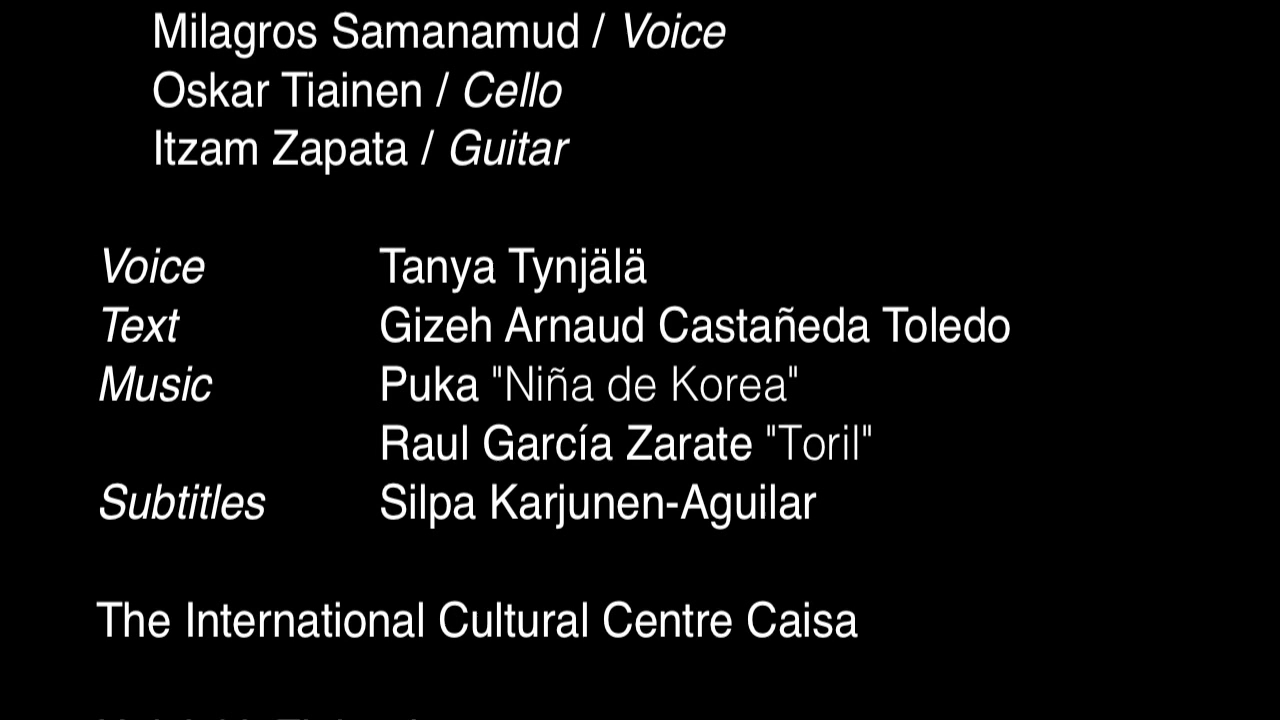 Milagros Samanamud / Voice
Oskar Tiainen / Cello
Itzam Zapata / Guitar
Voice Tanya Tynjälä
Text Gizeh Arnaud Castañeda Toledo
Music Puka "Niña de Korea"
Raul García Zarate "Toril"
Subtitles Silpa Karjunen-Aguilar
The International Cultural Centre Caisa